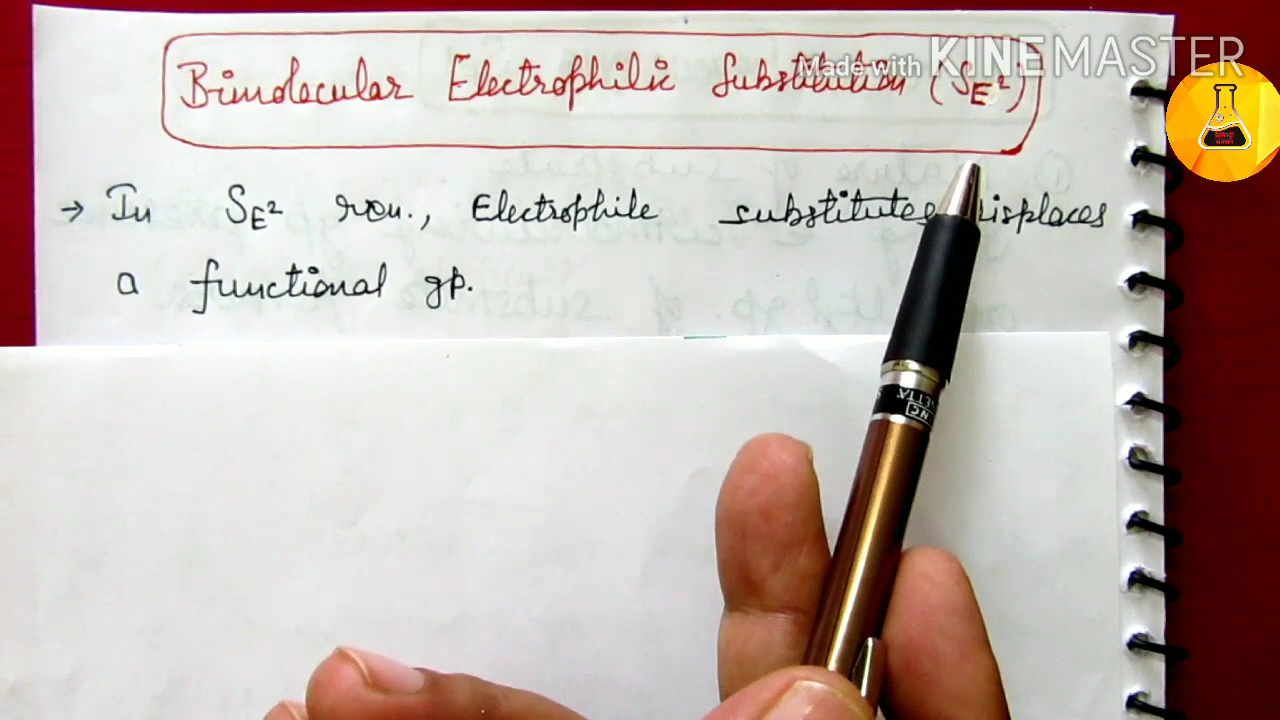 Made with KINEMASTER
Bimolecular Electrophilic Substitution (SE²)
→ In SE² rxn., Electrophile substitutes displaces
a functional gp.